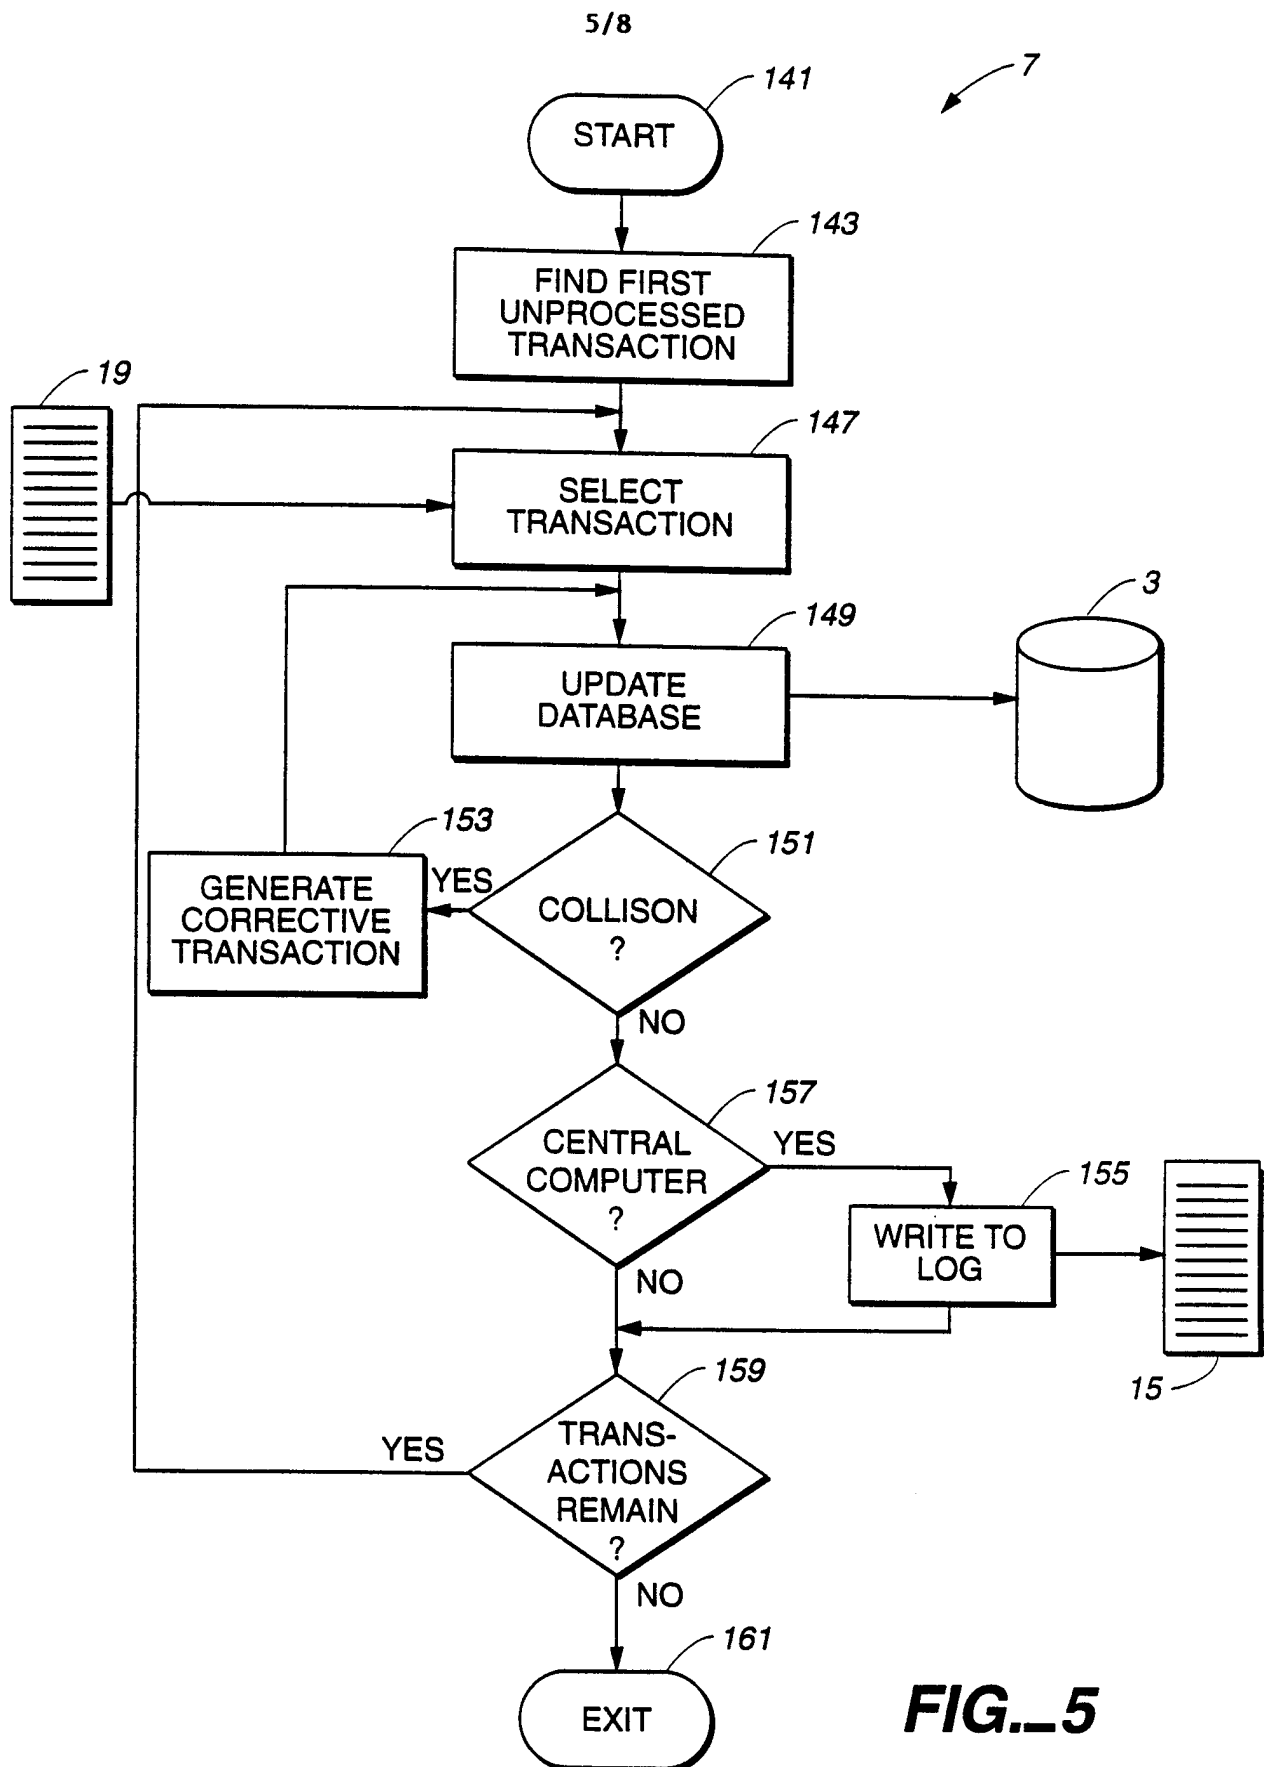 5/8
7
141
START
143
FIND FIRST
UNPROCESSED
TRANSACTION
19
147
SELECT
TRANSACTION
3
149
UPDATE
DATABASE
153
GENERATE
CORRECTIVE
TRANSACTION
YES
151
COLLISON
?
NO
157
CENTRAL
COMPUTER
?
YES
NO
155
WRITE TO
LOG
15
159
TRANS-
ACTIONS
REMAIN
?
YES
NO
161
EXIT
FIG._5